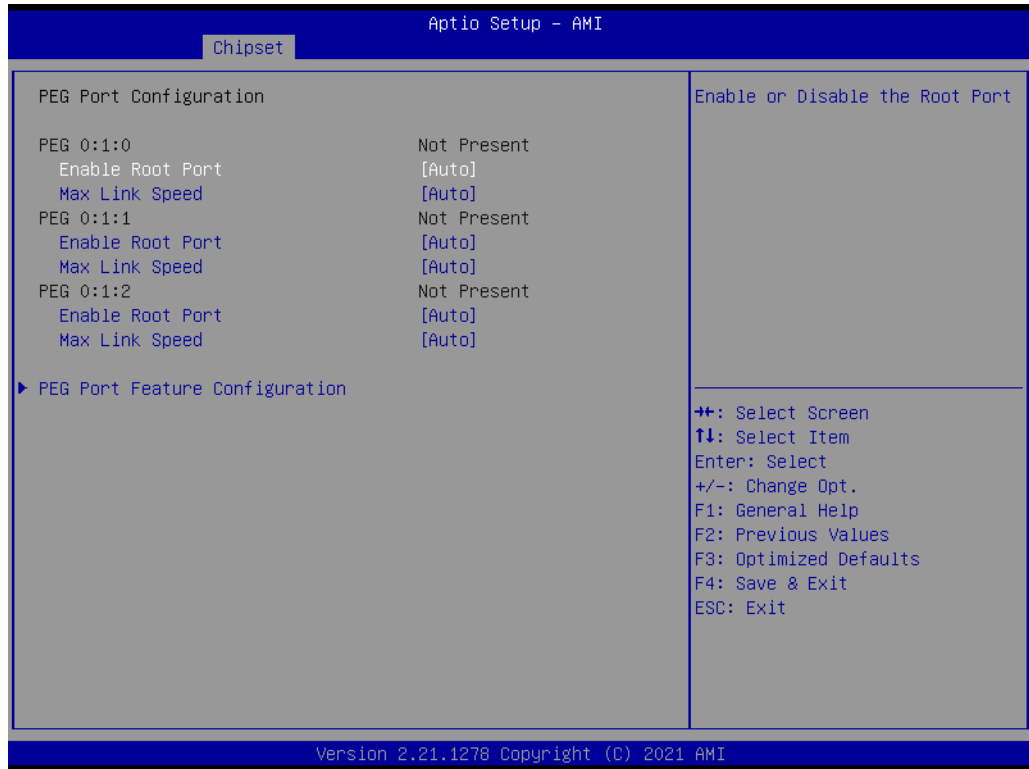 Aptio Setup – AMI
Chipset
PEG Port Configuration
PEG 0:1:0 Not Present
Enable Root Port [Auto]
Max Link Speed [Auto]
PEG 0:1:1 Not Present
Enable Root Port [Auto]
Max Link Speed [Auto]
PEG 0:1:2 Not Present
Enable Root Port [Auto]
Max Link Speed [Auto]
PEG Port Feature Configuration
Enable or Disable the Root Port
→←: Select Screen
↑↓: Select Item
Enter: Select
+/-: Change Opt.
F1: General Help
F2: Previous Values
F3: Optimized Defaults
F4: Save & Exit
ESC: Exit
Version 2.21.1278 Copyright (C) 2021 AMI